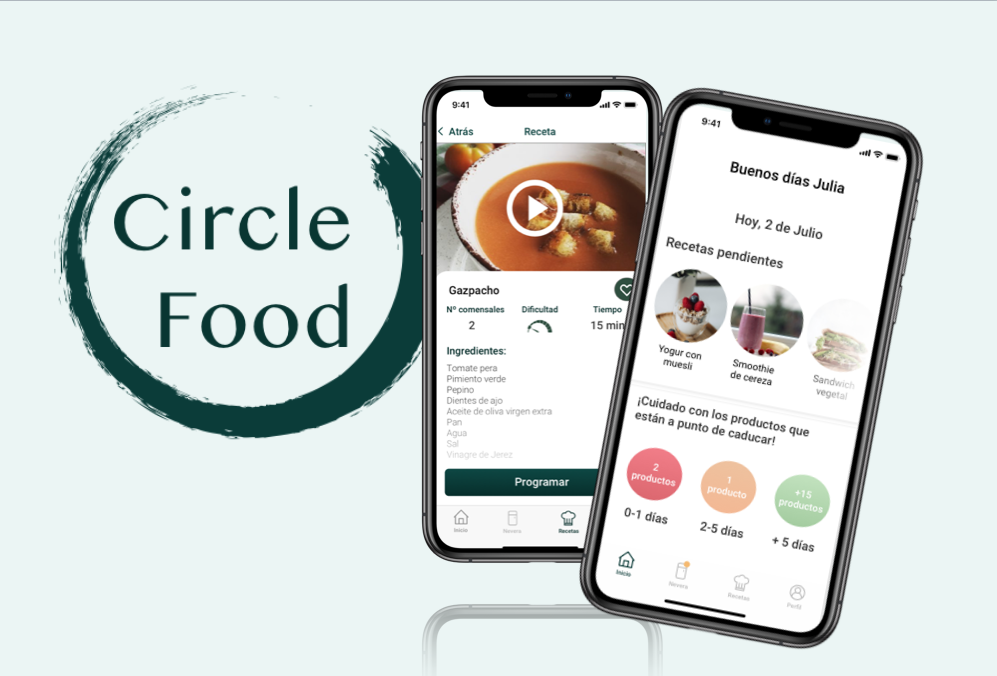 Circle
Food
9:41
Atrás
Receta
Gazpacho
Nº comensales
Dificultad
Tiempo
2
15 min
Ingredientes:
Tomate pera
Pimiento verde
Pepino
Dientes de ajo
Aceite de oliva virgen extra
Pan
Agua
Sal
Vinagre de Jerez
Programar
Inicio
Nevera
Recetas
9:41
Buenos días Julia
Hoy, 2 de Julio
Recetas pendientes
Yogur con
muesli
Smoothie
de cereza
Sandwich
vegetal
¡Cuidado con los productos que
están a punto de caducar!
2
productos
1
producto
+15
productos
0-1 días
2-5 días
+ 5 días
Inicio
Nevera
Recetas
Perfil